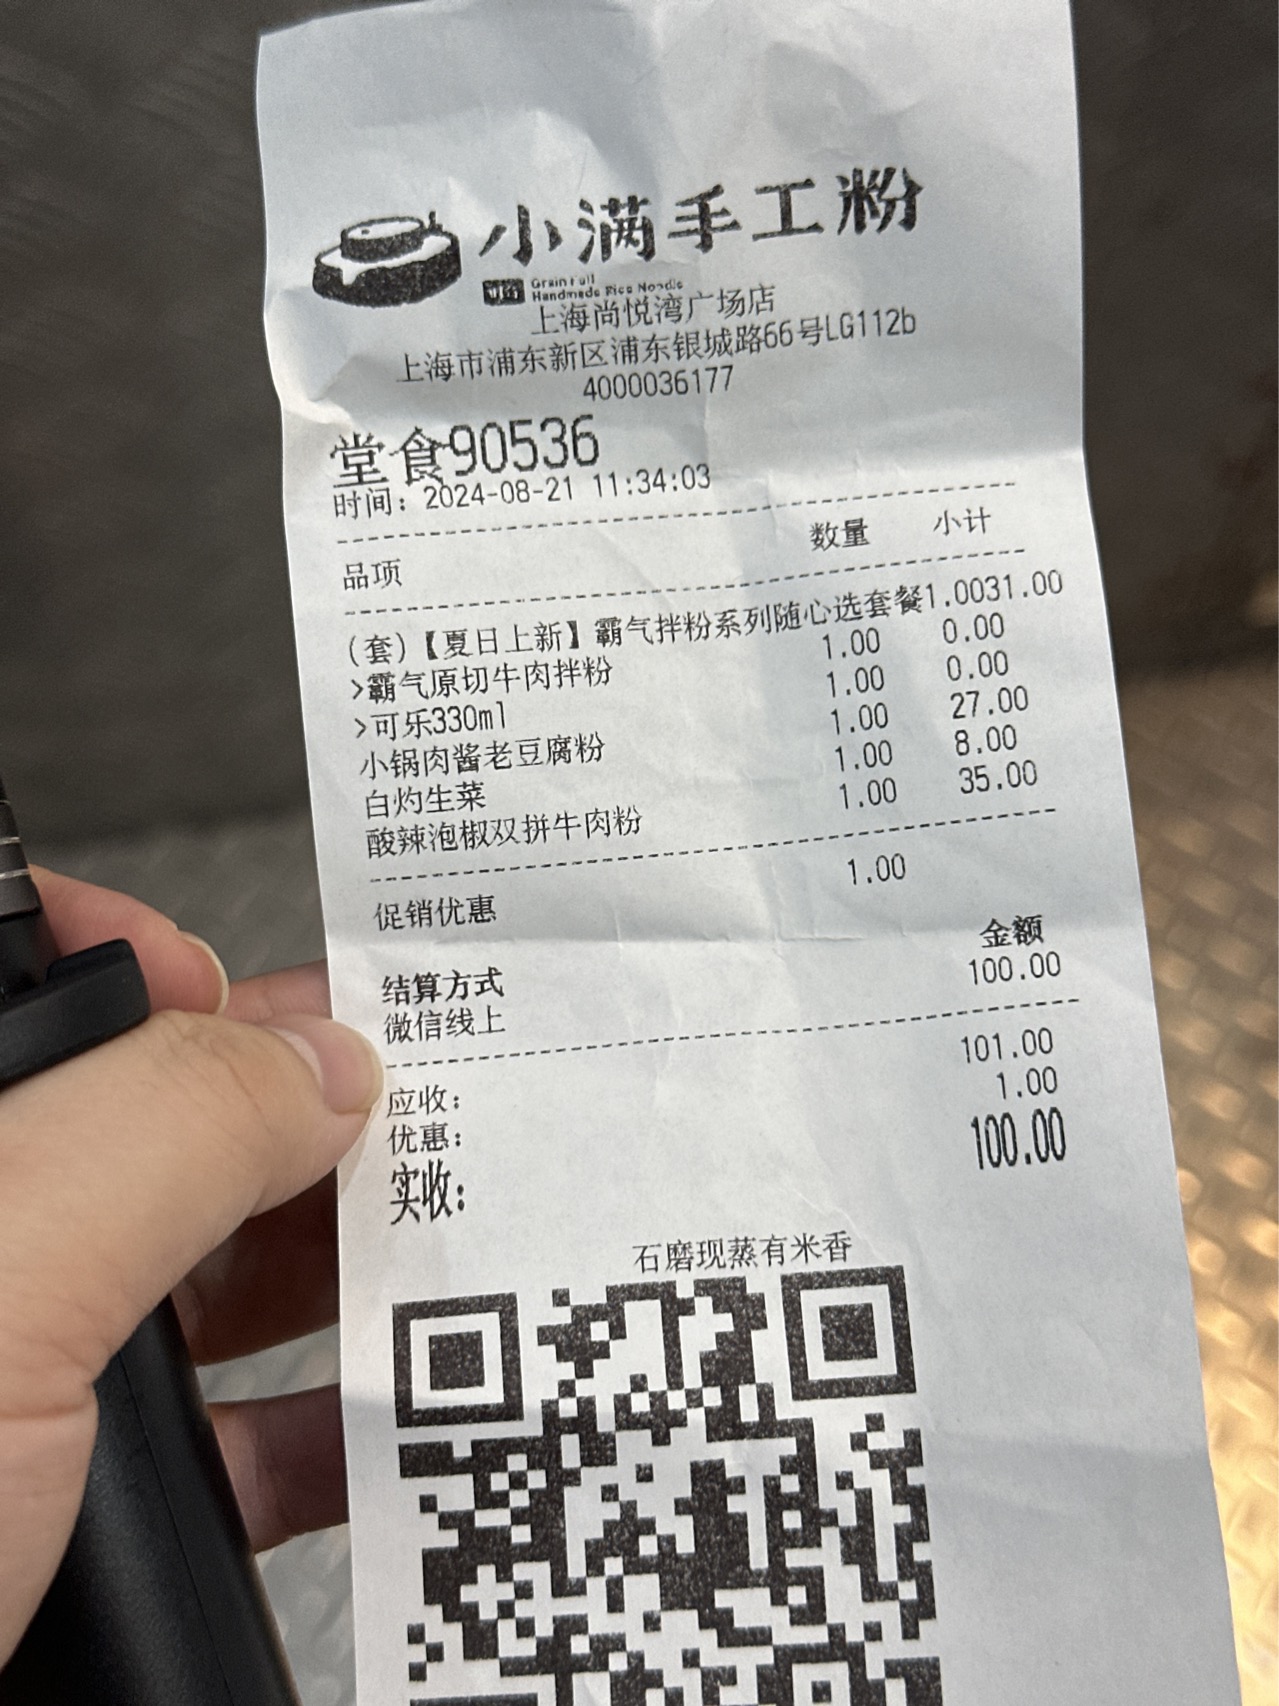 小满手工粉
Grain Full
Handmade Rice Noodle
上海尚悦湾广场店
上海市浦东新区浦东银城路66号LG112b
4000036177
堂食90536
时间：2024-08-21 11:34:03
品项 数量 小计
(套)【夏日上新】霸气拌粉系列随心选套餐1.0031.00
>霸气原切牛肉拌粉 1.00 0.00
>可乐330ml 1.00 0.00
小锅肉酱老豆腐粉 1.00 27.00
白灼生菜 1.00 8.00
酸辣泡椒双拼牛肉粉 1.00 35.00
促销优惠 1.00
结算方式 金额
微信线上 100.00
应收： 101.00
优惠： 1.00
实收： 100.00
石磨现蒸有米香